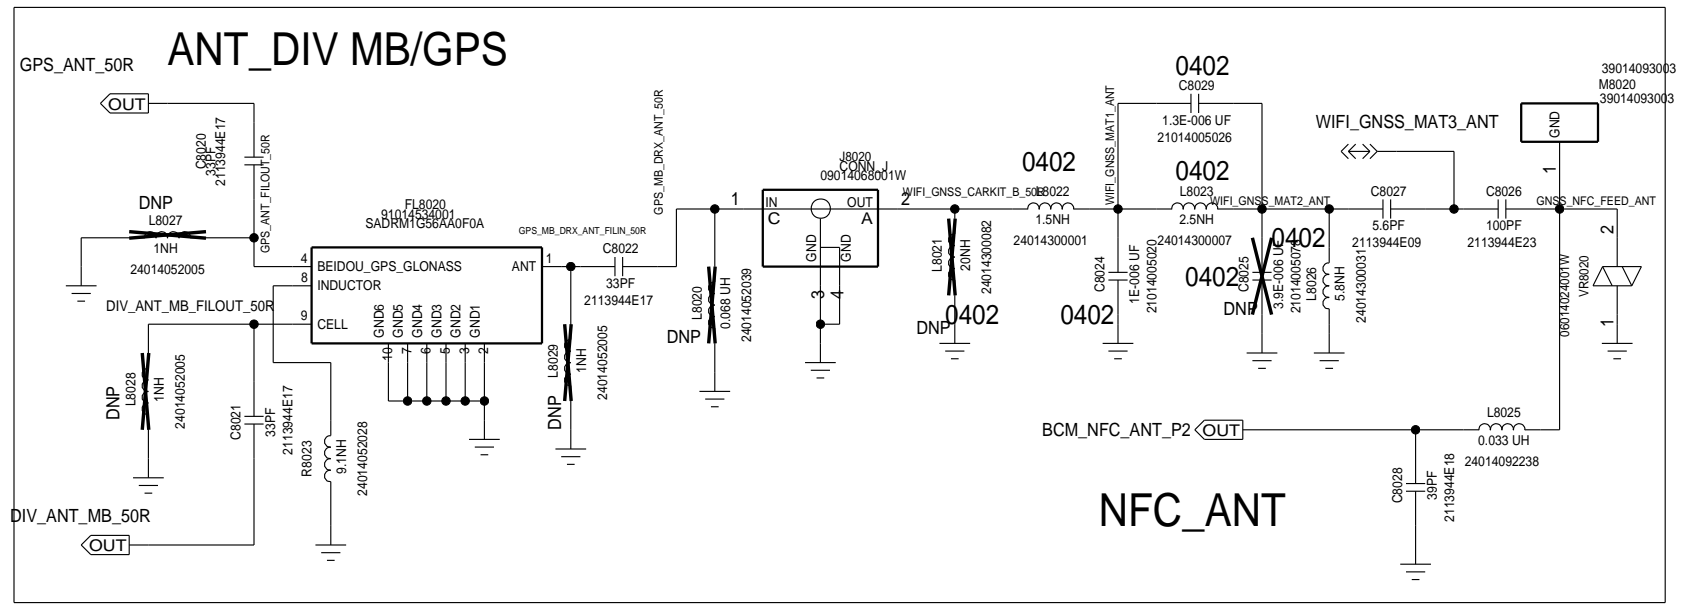 ANT_DIV MB/GPS
GPS_ANT_50R
OUT
C8020
33PF
2113944E17
GPS_ANT_FILOUT_50R
DNP
L8027
1NH
24014052005
DIV_ANT_MB_FILOUT_50R
DNP
L8028
1NH
24014052005
C8021
33PF
2113944E17
R8023
9.1NH
24014052028
DIV_ANT_MB_50R
OUT
FL8020
91014534001
SADRM1G56AA0F0A
4
BEIDOU_GPS_GLONASS
ANT
1
8
INDUCTOR
9
CELL
GND6
GND5
GND4
GND3
GND2
GND1
10
7
6
5
3
2
GPS_MB_DRX_ANT_FILIN_50R
C8022
33PF
2113944E17
DNP
L8029
1NH
24014052005
GPS_MB_DRX_ANT_50R
DNP
L8020
0.068 UH
24014052039
J8020
CONN_J
09014068001W
1
IN
OUT
2
C
A
GND
GND
3
4
WIFI_GNSS_CARKIT_B_50R
DNP
L8021
20NH
24014300082
0402
0402
L8022
1.5NH
24014300001
WIFI_GNSS_MAT1_ANT
0402
C8029
1.3E-006 UF
21014005026
0402
L8023
2.5NH
24014300007
C8024
1E-006 UF
21014005020
0402
WIFI_GNSS_MAT2_ANT
0402
0402
DNP
C8025
3.9E-006 UF
2101400507
L8026
5.8NH
24014300031
WIFI_GNSS_MAT3_ANT
C8027
5.6PF
2113944E09
C8026
100PF
2113944E23
39014093003
M8020
39014093003
GND
1
GNSS_NFC_FEED_ANT
2
VR8020
06014024001W
1
BCM_NFC_ANT_P2
OUT
L8025
0.033 UH
24014092238
C8028
39PF
2113944E18
NFC_ANT